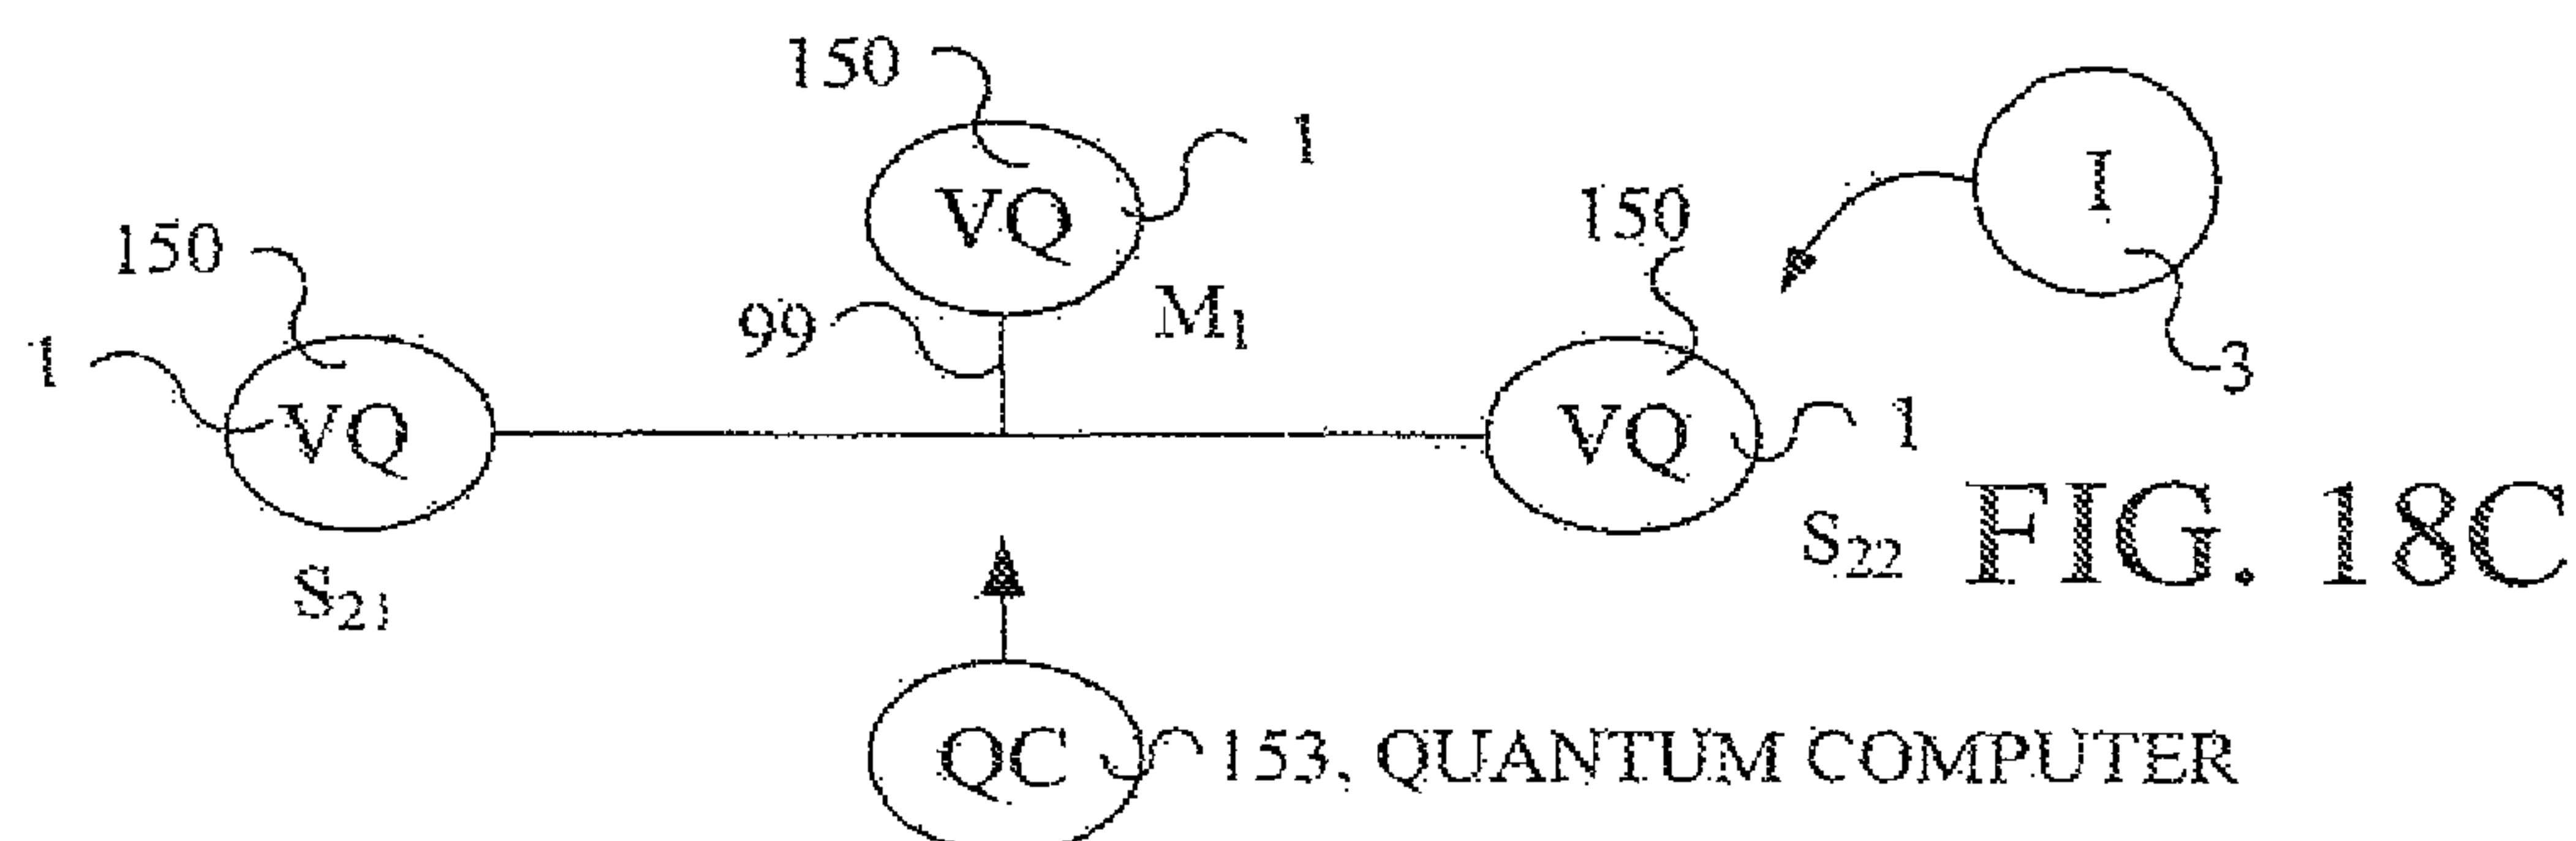 150
1
VQ
150
I
150
VQ
99
M₁
3
1
VQ
VQ
1
S₂₁
S₂₂
FIG. 18C
QC
153, QUANTUM COMPUTER